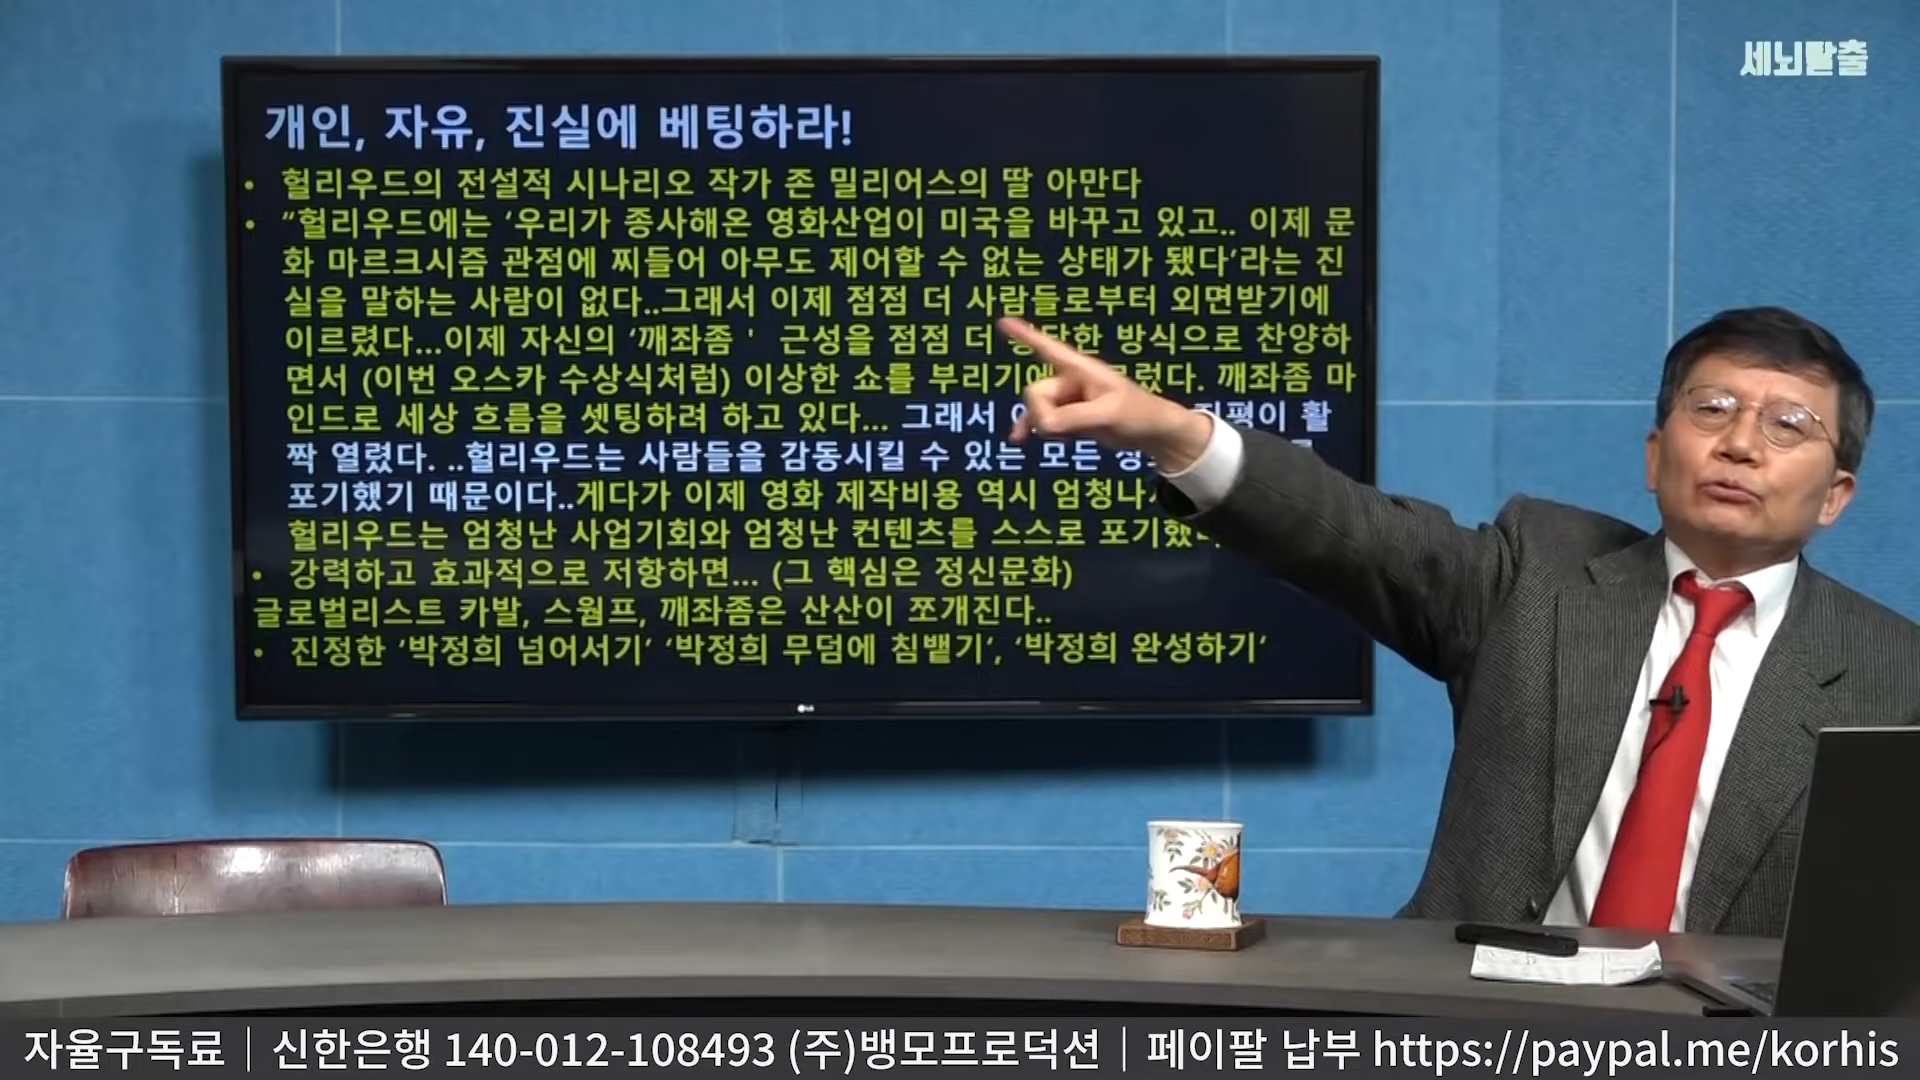 세뇌탈출
개인, 자유, 진실에 베팅하라!
• 헐리우드의 전설적 시나리오 작가 존 밀리어스의 딸 아만다
• “헐리우드에는 ‘우리가 종사해온 영화산업이 미국을 바꾸고 있고.. 이제 문
화 마르크시즘 관점에 찌들어 아무도 제어할 수 없는 상태가 됐다’라는 진
실을 말하는 사람이 없다..그래서 이제 점점 더 사람들로부터 외면받기에
이르렀다...이제 자신의 ‘깨좌좀 ' 근성을 점점 더 방식으로 찬양하
면서 (이번 오스카 수상식처럼) 이상한 쇼를 부리기에 깨좌좀 마
인드로 세상 흐름을 셋팅하려 하고 있다... 그래서 활
짝 열렸다. ..헐리우드는 사람들을 감동시킬 수 있는 모든
포기했기 때문이다..게다가 이제 영화 제작비용 역시
헐리우드는 엄청난 사업기회와 엄청난 컨텐츠를 스스로
• 강력하고 효과적으로 저항하면... (그 핵심은 정신문화)
글로벌리스트 카발, 스웜프, 깨좌좀은 산산이 쪼개진다..
• 진정한 ‘박정희 넘어서기’ ‘박정희 무덤에 침뱉기’, ‘박정희 완성하기’
LG
자율구독료｜신한은행 140-012-108493 (주)뱅모프로덕션｜페이팔 납부 https://paypal.me/korhis